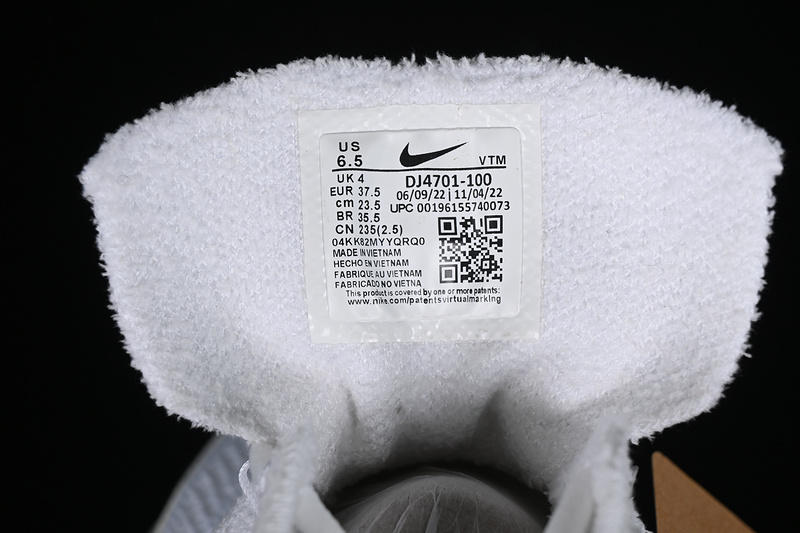 US
6.5
VTM
UK 4
EUR 37.5
cm 23.5
BR 35.5
CN 235(2.5)
DJ4701-100
06/09/22 | 11/04/22
UPC 00196155740073
04KK82MYYQRQ0
MADE IN VIETNAM
HECHO EN VIETNAM
FABRIQUE AU VIETNAM
FABRICADO NO VIETNA
This product is covered by one or more patents:
www.nike.com/patentsvirtualmarking